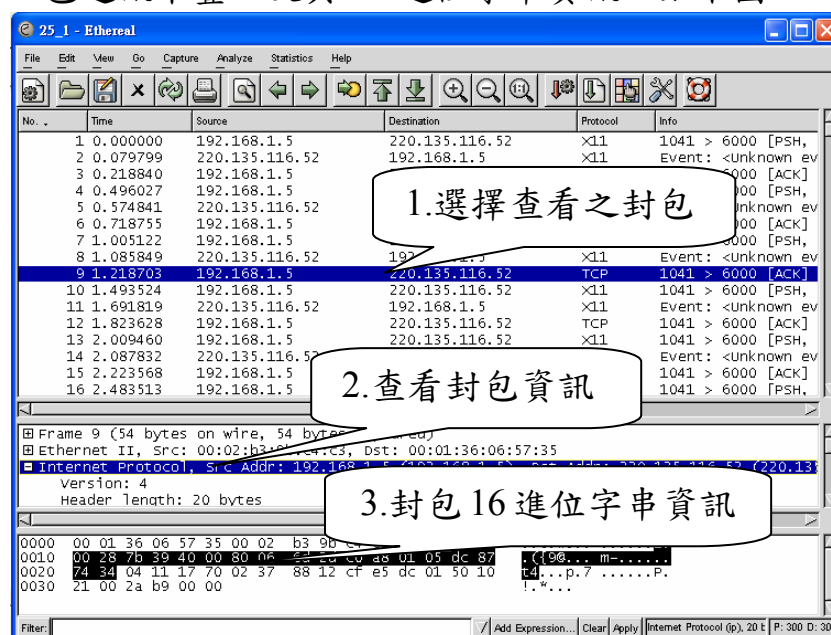 25_1 - Ethereal
File Edit View Go Capture Analyze Statistics Help
No. Time Source Destination Protocol Info
1 0.000000 192.168.1.5 220.135.116.52 X11 1041 > 6000 [PSH,
2 0.079799 220.135.116.52 192.168.1.5 X11 Event: <Unknown ev
3 0.218840 192.168.1.5 6000 [ACK]
4 0.496027 192.168.1.5 6000 [PSH,
5 0.574841 220.135.116.52 <Unknown ev
6 0.718755 192.168.1.5 6000 [ACK]
7 1.005122 192.168.1.5 6000 [PSH,
8 1.085849 220.135.116.52 X11 Event: <Unknown ev
9 1.218703 192.168.1.5 220.135.116.52 TCP 1041 > 6000 [ACK]
10 1.493524 192.168.1.5 220.135.116.52 X11 1041 > 6000 [PSH,
11 1.691819 220.135.116.52 192.168.1.5 X11 Event: <Unknown ev
12 1.823628 192.168.1.5 220.135.116.52 TCP 1041 > 6000 [ACK]
13 2.009460 192.168.1.5 220.135.116.52 X11 1041 > 6000 [PSH,
14 2.087832 220.135.116.52 Event: <Unknown ev
15 2.223568 192.168.1.5 1041 > 6000 [ACK]
16 2.483513 192.168.1.5 1041 > 6000 [PSH,
1.選擇查看之封包
2.查看封包資訊
Frame 9 (54 bytes on wire, 54 bytes
Ethernet II, Src: 00:02:b3: Dst: 00:01:36:06:57:35
Internet Protocol, Src Addr: 192.168.1.5
Version: 4
Header length: 20 bytes
3.封包16進位字串資訊
0000 00 01 36 06 57 35 00 02 b3 9b
0010 00 28 7b 39 40 00 80 06 a8 01 05 dc 87 .({9@... m-......
0020 74 34 04 11 17 70 02 37 88 12 cf e5 dc 01 50 10 t4...p.7 ......P.
0030 21 00 2a b9 00 00 !.*...
Filter: Add Expression... Clear Apply Internet Protocol (ip), 20 b P: 300 D: 30